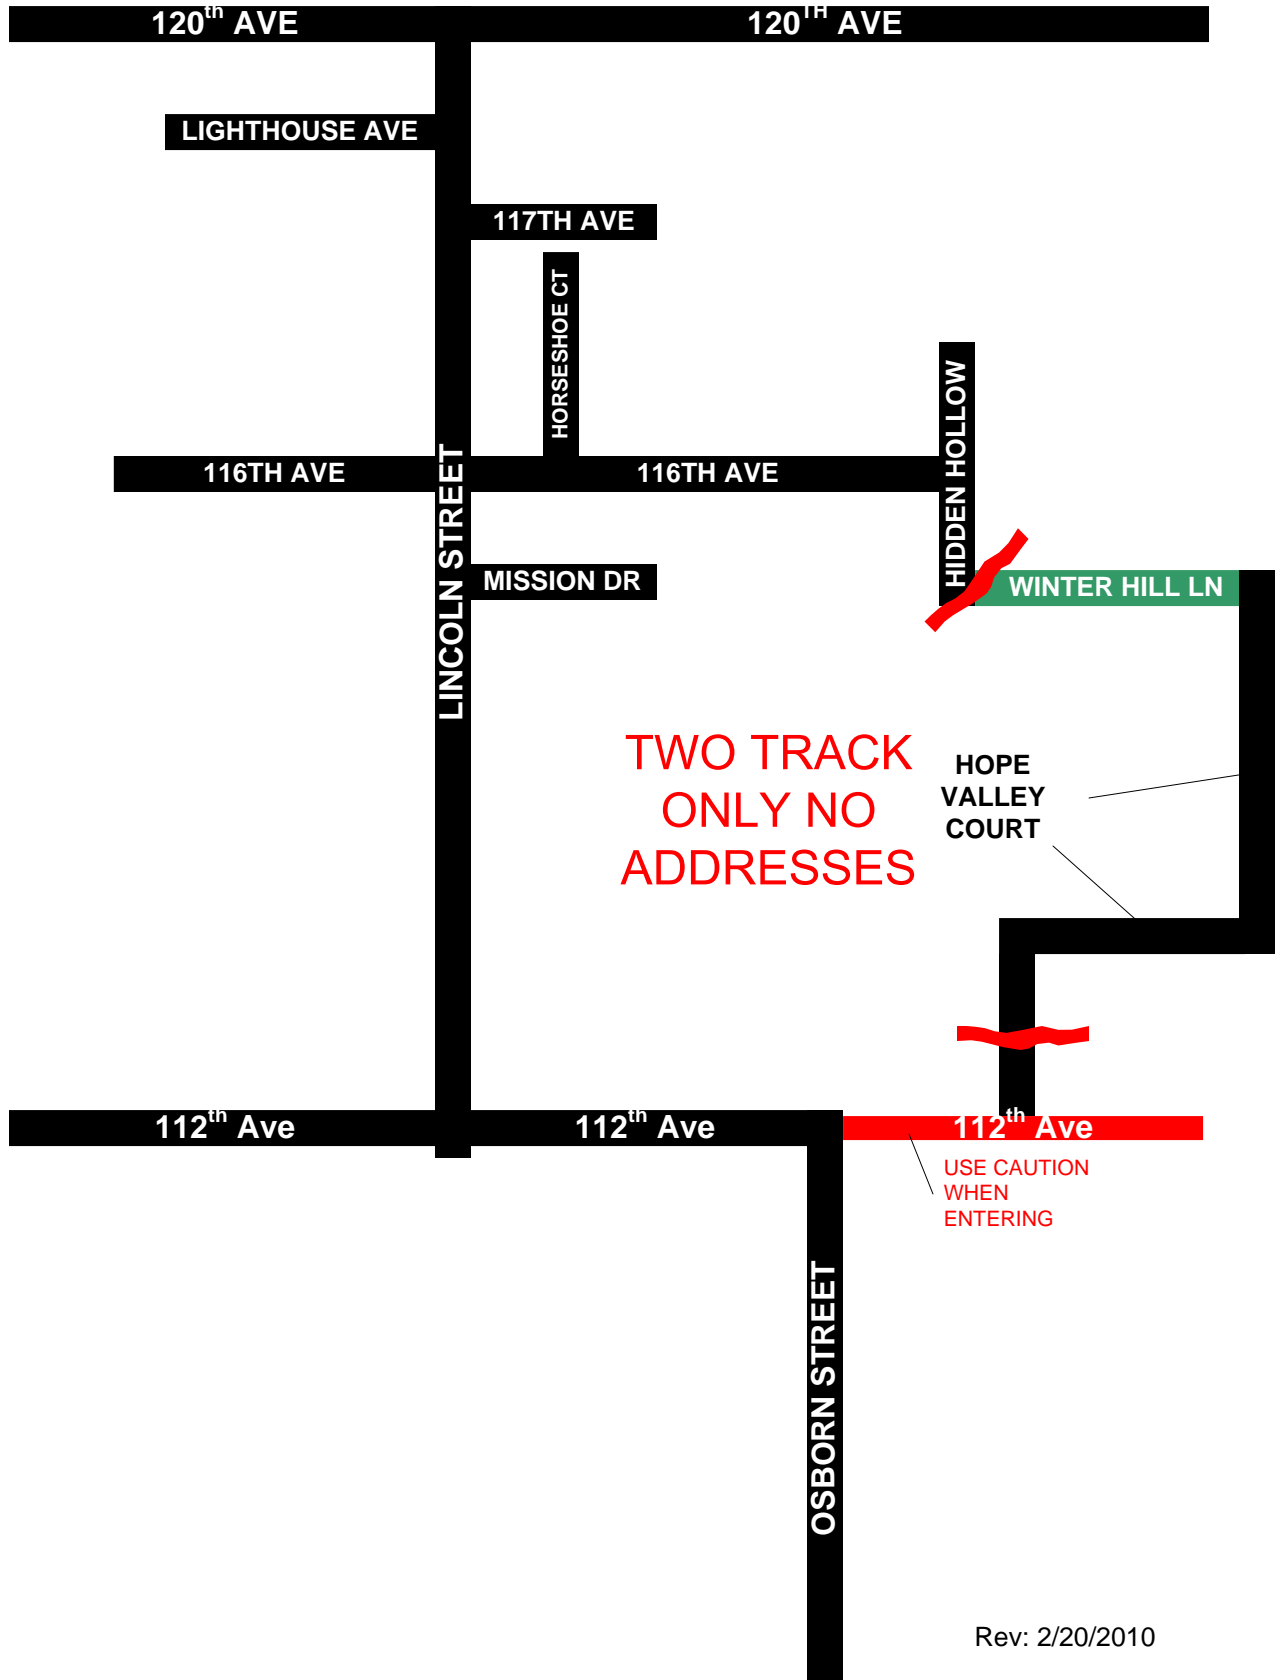 120th AVE
120TH AVE
LIGHTHOUSE AVE
117TH AVE
HORSESHOE CT
HIDDEN HOLLOW
116TH AVE
116TH AVE
LINCOLN STREET
MISSION DR
WINTER HILL LN
TWO TRACK
ONLY NO
ADDRESSES
HOPE
VALLEY
COURT
112th Ave
112th Ave
112th Ave
USE CAUTION
WHEN
ENTERING
OSBORN STREET
Rev: 2/20/2010